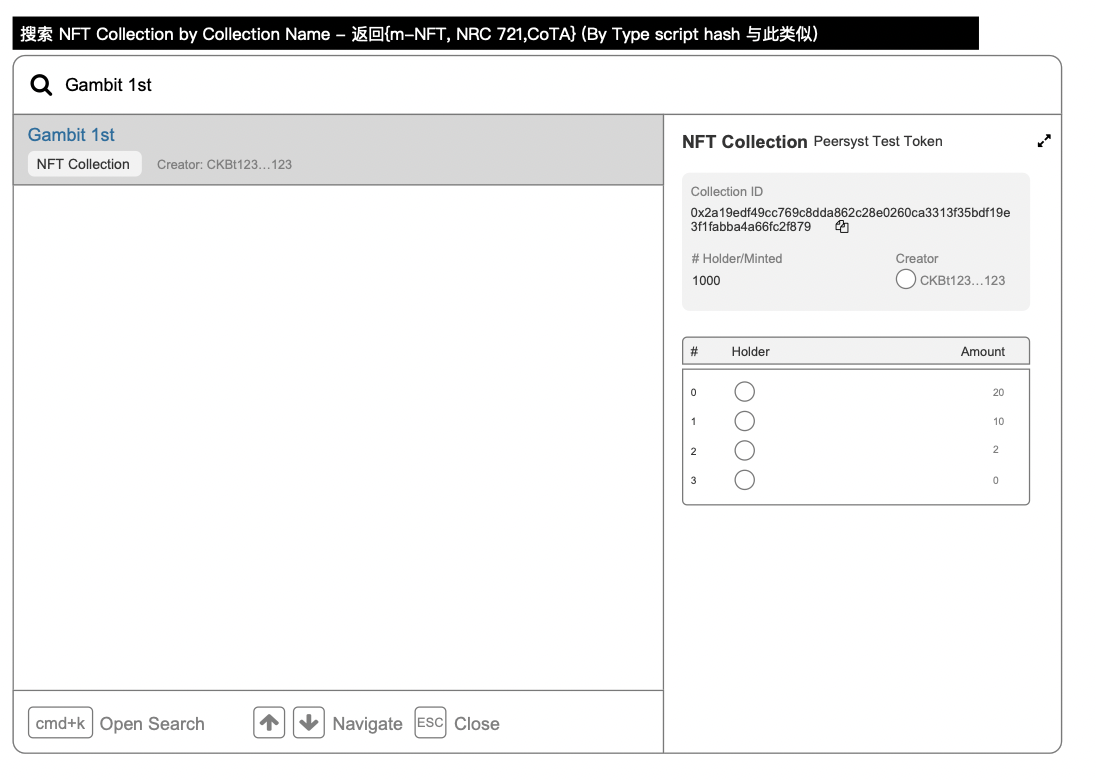 搜索 NFT Collection by Collection Name – 返回{m-NFT, NRC 721,CoTA} (By Type script hash 与此类似)
Gambit 1st
Gambit 1st
NFT Collection Creator: CKBt123...123
NFT Collection Peersyst Test Token
Collection ID
0x2a19edf49cc769c8dda862c28e0260ca3313f35bdf19e
3f1fabba4a66fc2f879
# Holder/Minted Creator
1000 CKBt123...123
# Holder Amount
0 20
1 10
2 2
3 0
cmd+k Open Search Navigate ESC Close